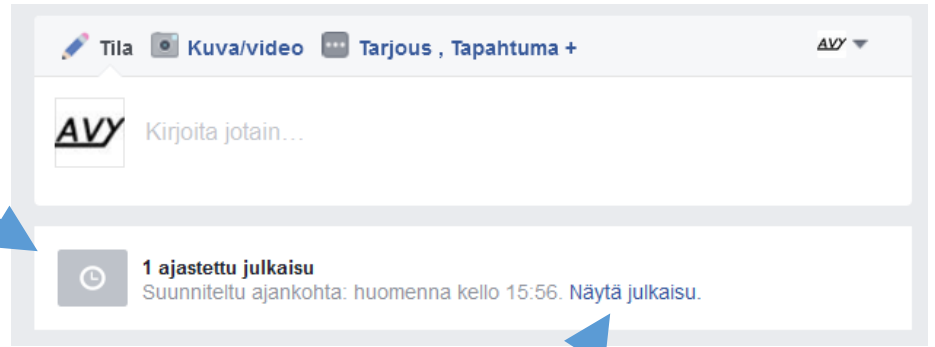 Tila Kuva/video Tarjous , Tapahtuma + AVY
AVY Kirjoita jotain...
1 ajastettu julkaisu
Suunniteltu ajankohta: huomenna kello 15:56. Näytä julkaisu.